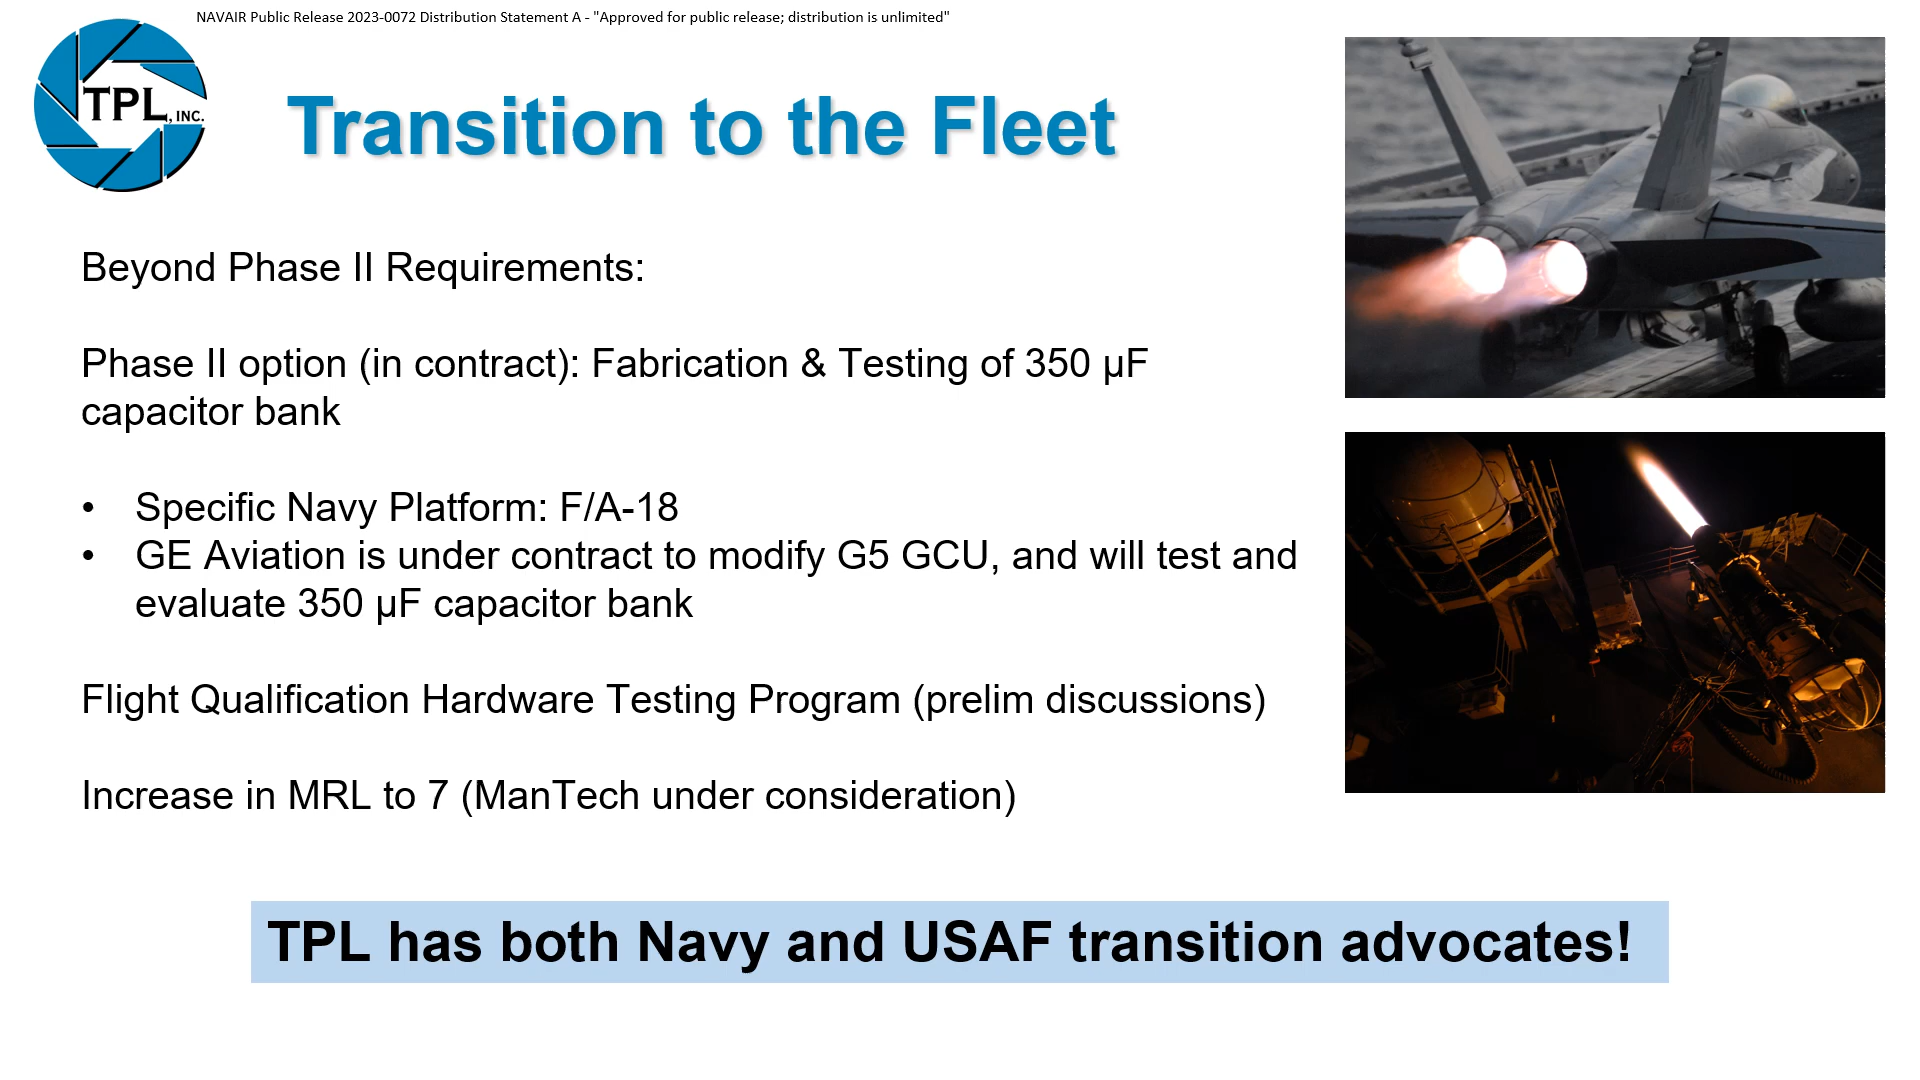 NAVAIR Public Release 2023-0072 Distribution Statement A - "Approved for public release; distribution is unlimited"
TPL, INC.
Transition to the Fleet
Beyond Phase II Requirements:
Phase II option (in contract): Fabrication & Testing of 350 µF
capacitor bank
• Specific Navy Platform: F/A-18
• GE Aviation is under contract to modify G5 GCU, and will test and
evaluate 350 µF capacitor bank
Flight Qualification Hardware Testing Program (prelim discussions)
Increase in MRL to 7 (ManTech under consideration)
TPL has both Navy and USAF transition advocates!